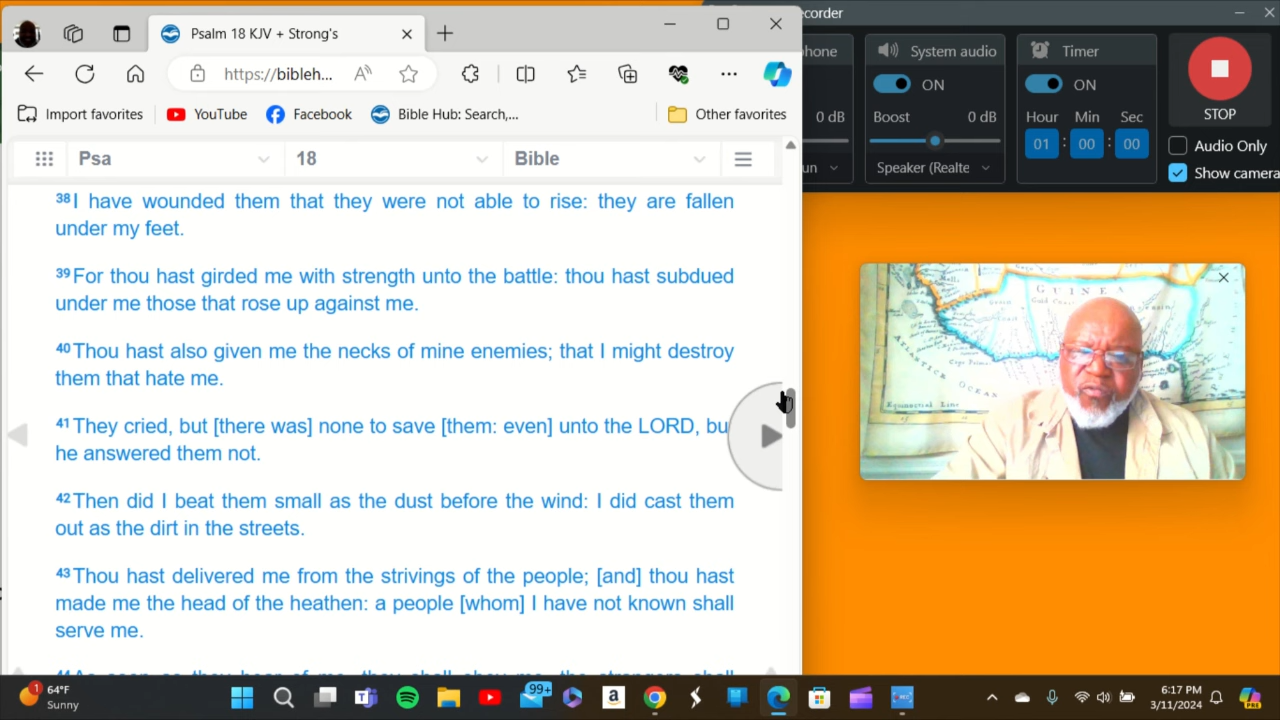 Psalm 18 KJV + Strong's
https://bibleh...
Import favorites
YouTube
Facebook
Bible Hub: Search,...
Other favorites
Psa
18
Bible
38I have wounded them that they were not able to rise: they are fallen
under my feet.
39For thou hast girded me with strength unto the battle: thou hast subdued
under me those that rose up against me.
40Thou hast also given me the necks of mine enemies; that I might destroy
them that hate me.
41They cried, but [there was] none to save [them: even] unto the LORD, bu
he answered them not.
42Then did I beat them small as the dust before the wind: I did cast them
out as the dirt in the streets.
43Thou hast delivered me from the strivings of the people; [and] thou hast
made me the head of the heathen: a people [whom] I have not known shall
serve me.
ecorder
phone
System audio
Timer
ON
ON
0 dB
Boost
0 dB
Hour
Min
Sec
01 : 00 : 00
un
Speaker (Realte
STOP
Audio Only
Show camera
GUINEA
ATLANTICK
OCEAN
Equinoctial Line
1
64°F
Sunny
99+
6:17 PM
3/11/2024
PRE